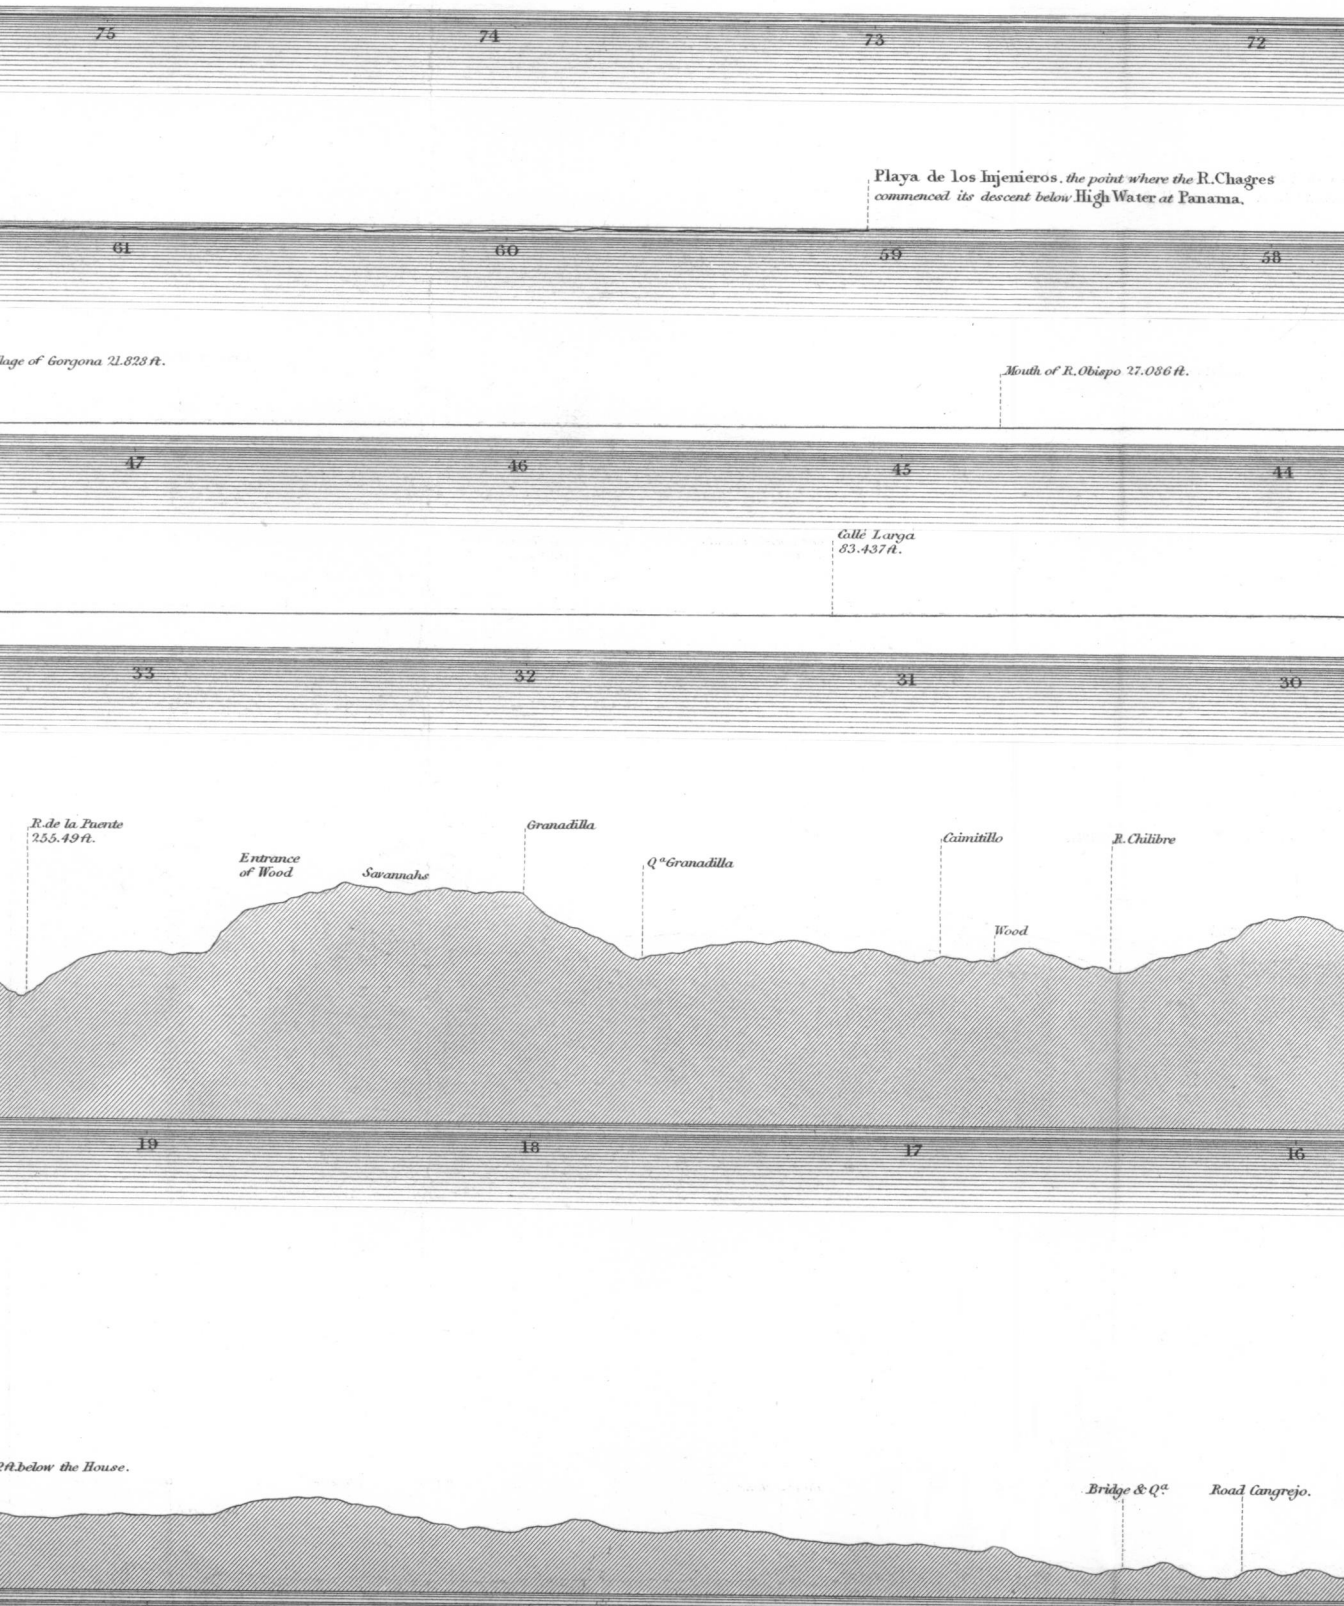 75 74 73 72
Playa de los Injenieros, the point where the R.Chagres
commenced its descent below High Water at Panama.
61 60 59 58
lage of Gorgona 21.828 ft.
Mouth of R.Obispo 27.086 ft.
47 46 45 44
Callé Larga
83.437 ft.
33 32 31 30
R.de la Puente
255.49 ft.
Entrance
of Wood
Savannahs
Granadilla
Qª Granadilla
Caimitillo
Wood
R.Chilibre
19 18 17 16
2 ft. below the House.
Bridge & Qª.
Road Cangrejo.